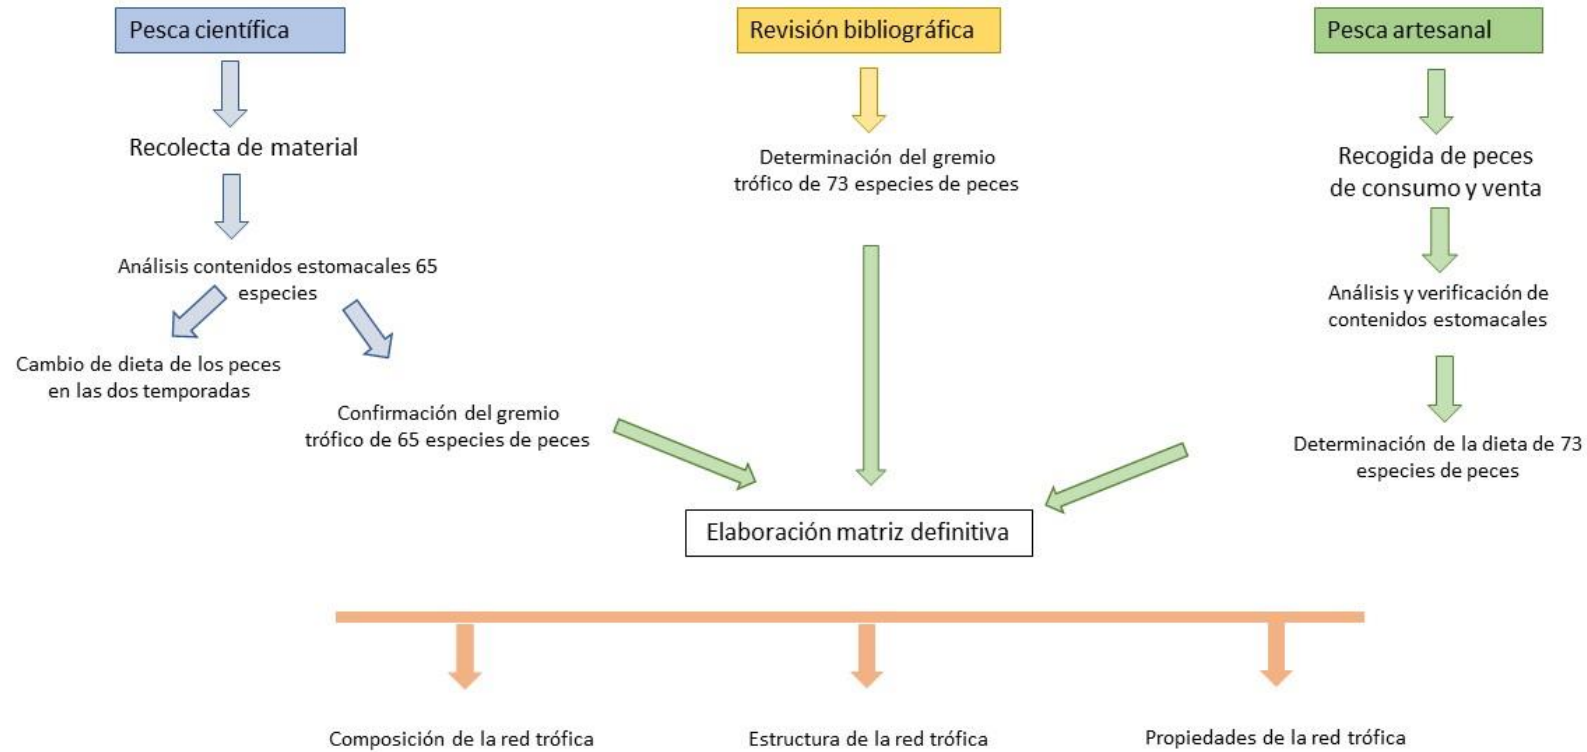 Pesca científica
Revisión bibliográfica
Pesca artesanal
Recolecta de material
Determinación del gremio
trófico de 73 especies de peces
Recogida de peces
de consumo y venta
Análisis contenidos estomacales 65
especies
Análisis y verificación de
contenidos estomacales
Cambio de dieta de los peces
en las dos temporadas
Confirmación del gremio
trófico de 65 especies de peces
Determinación de la dieta de 73
especies de peces
Elaboración matriz definitiva
Composición de la red trófica
Estructura de la red trófica
Propiedades de la red trófica